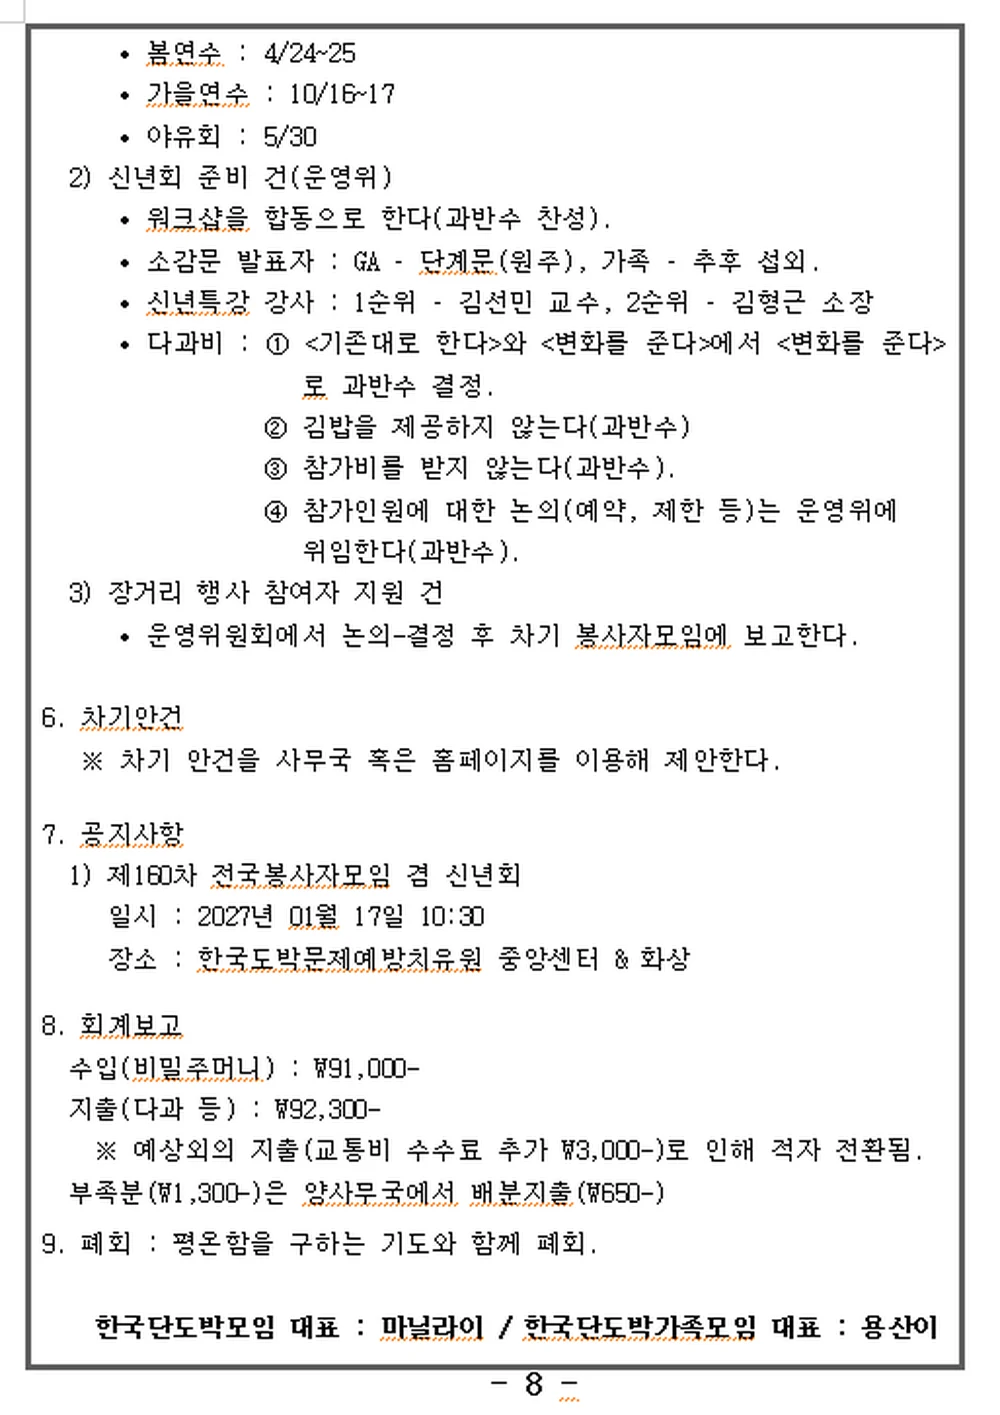 • 봄연수 : 4/24~25
• 가을연수 : 10/16~17
• 야유회 : 5/30
2) 신년회 준비 건(운영위)
• 워크샵을 합동으로 한다(과반수 찬성).
• 소감문 발표자 : GA - 단계문(원주), 가족 - 추후 섭외.
• 신년특강 강사 : 1순위 - 김선민 교수, 2순위 - 김형근 소장
• 다과비 : ① <기존대로 한다>와 <변화를 준다>에서 <변화를 준다>
로 과반수 결정.
② 김밥을 제공하지 않는다(과반수)
③ 참가비를 받지 않는다(과반수).
④ 참가인원에 대한 논의(예약, 제한 등)는 운영위에
위임한다(과반수).
3) 장거리 행사 참여자 지원 건
• 운영위원회에서 논의-결정 후 차기 봉사자모임에 보고한다.
6. 차기안건
※ 차기 안건을 사무국 혹은 홈페이지를 이용해 제안한다.
7. 공지사항
1) 제160차 전국봉사자모임 겸 신년회
일시 : 2027년 01월 17일 10:30
장소 : 한국도박문제예방치유원 중앙센터 & 화상
8. 회계보고
수입(비밀주머니) : ₩91,000-
지출(다과 등) : ₩92,300-
※ 예상외의 지출(교통비 수수료 추가 ₩3,000-)로 인해 적자 전환됨.
부족분(₩1,300-)은 양사무국에서 배분지출(₩650-)
9. 폐회 : 평온함을 구하는 기도와 함께 폐회.
한국단도박모임 대표 : 마닐라이 / 한국단도박가족모임 대표 : 용산이
- 8 -